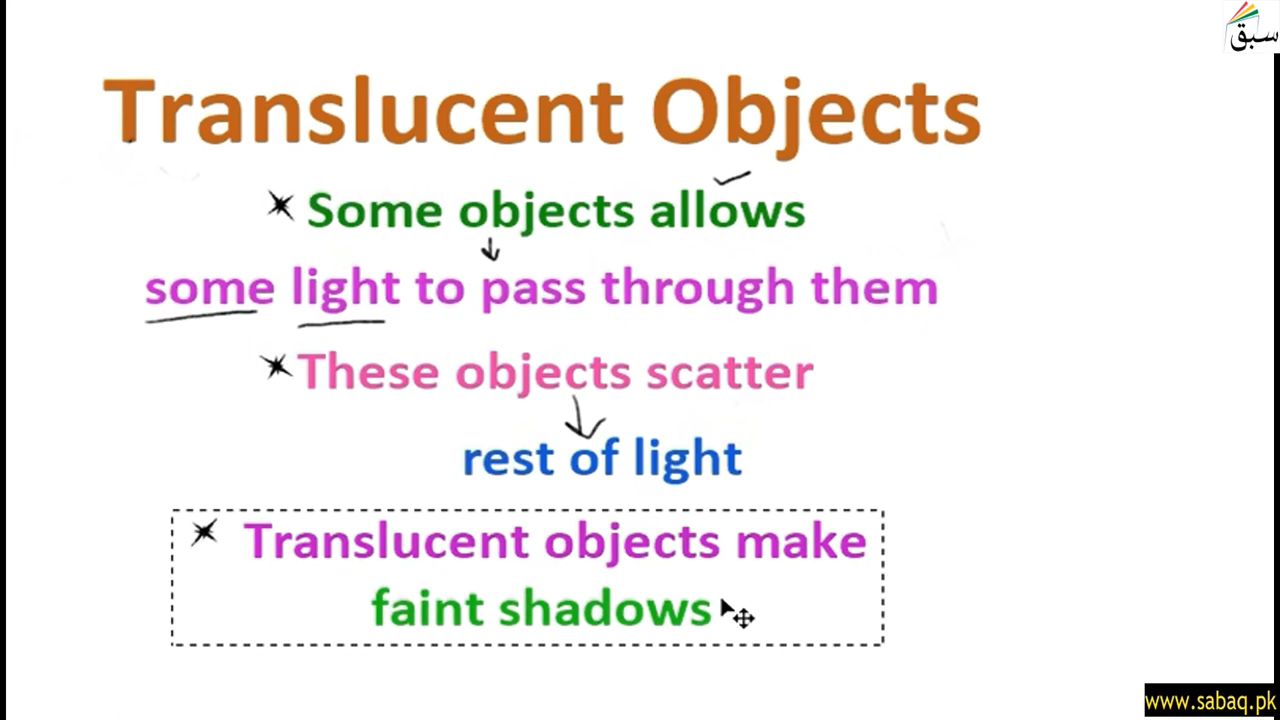 سبق
Translucent Objects
Some objects allows
some light to pass through them
These objects scatter
rest of light
Translucent objects make
faint shadows
www.sabaq.pk